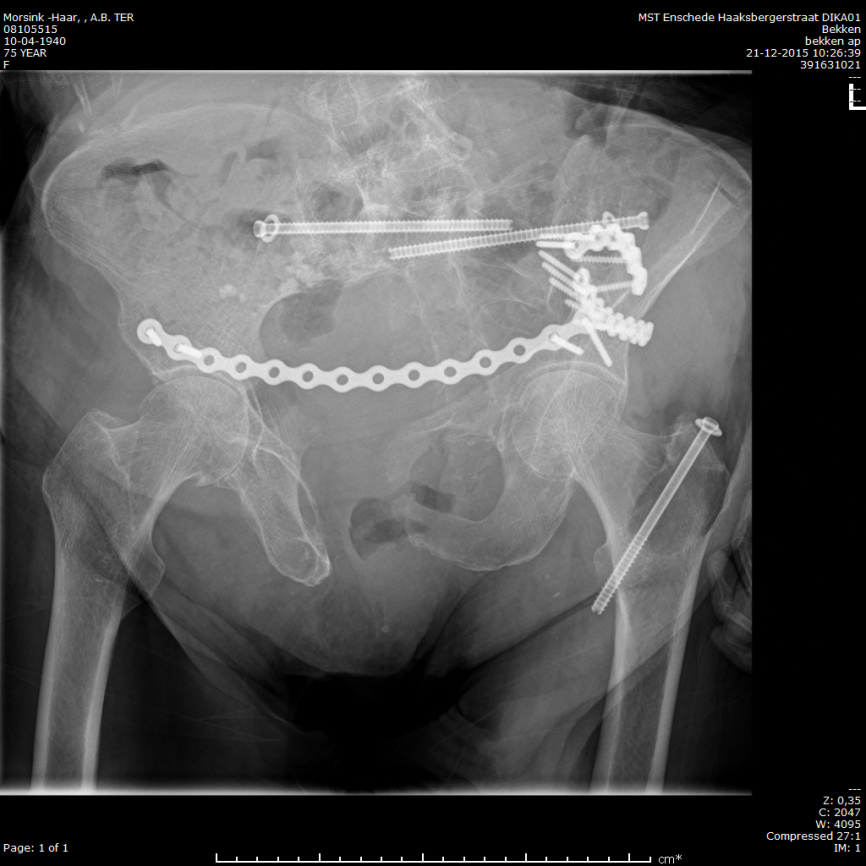 Morsink -Haar, , A.B. TER
08105515
10-04-1940
75 YEAR
F
MST Enschede Haaksbergerstraat DIKA01
Bekken
bekken ap
21-12-2015 10:26:39
391631021
---
---
---
L
---
Z: 0,35
C: 2047
W: 4095
Compressed 27:1
IM: 1
Page: 1 of 1
cm*